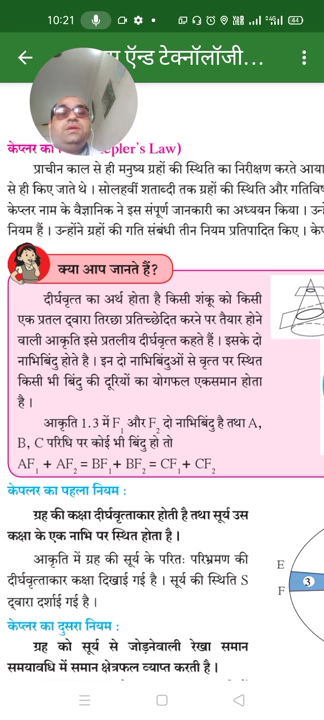 10:21
84
ऍन्ड टेक्नॉलॉजी...
केप्लर का
epler's Law)
प्राचीन काल से ही मनुष्य ग्रहों की स्थिति का निरीक्षण करते आया
से ही किए जाते थे । सोलहवीं शताब्दी तक ग्रहों की स्थिति और गतिविष
केप्लर नाम के वैज्ञानिक ने इस संपूर्ण जानकारी का अध्ययन किया । उन
नियम हैं । उन्होंने ग्रहों की गति संबंधी तीन नियम प्रतिपादित किए । केप
क्या आप जानते हैं?
दीर्घवृत्त का अर्थ होता है किसी शंकू को किसी
एक प्रतल द्वारा तिरछा प्रतिच्छेदित करने पर तैयार होने
वाली आकृति इसे प्रतलीय दीर्घवृत्त कहते हैं । इसके दो
नाभिबिंदु होते है । इन दो नाभिबिंदुओं से वृत्त पर स्थित
किसी भी बिंदु की दूरियों का योगफल एकसमान होता
है ।
आकृति 1.3 में F₁ और F₂ दो नाभिबिंदु है तथा A,
B, C परिधि पर कोई भी बिंदु हो तो
AF₁ + AF₂ = BF₁ + BF₂ = CF₁ + CF₂
केपलर का पहला नियम :
ग्रह की कक्षा दीर्घवृत्ताकार होती है तथा सूर्य उस
कक्षा के एक नाभि पर स्थित होता है ।
आकृति में ग्रह की सूर्य के परितः परिभ्रमण की
दीर्घवृत्ताकार कक्षा दिखाई गई है । सूर्य की स्थिति S
द्वारा दर्शाई गई है ।
E
F
3
केप्लर का दुसरा नियम :
ग्रह को सूर्य से जोड़नेवाली रेखा समान
समयावधि में समान क्षेत्रफल व्याप्त करती है ।